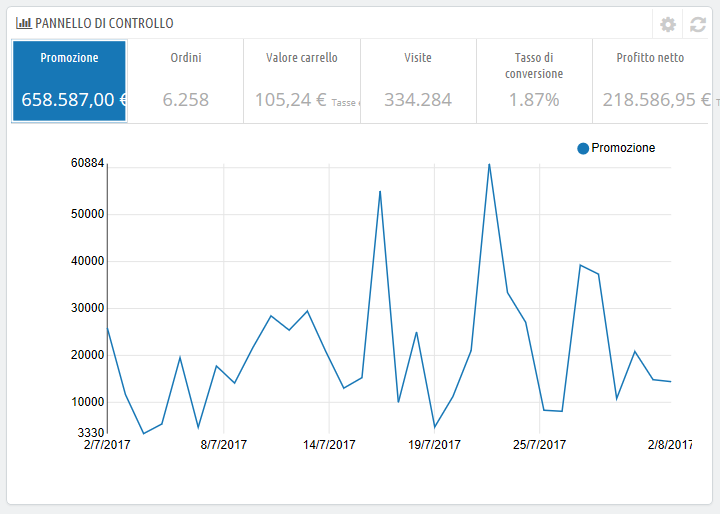 PANNELLO DI CONTROLLO
Promozione
658.587,00 €
Ordini
6.258
Valore carrello
105,24 € Tasse
Visite
334.284
Tasso di
conversione
1.87%
Profitto netto
218.586,95 €
Promozione
60884
50000
40000
30000
20000
10000
3330
2/7/2017 8/7/2017 14/7/2017 19/7/2017 25/7/2017 2/8/2017